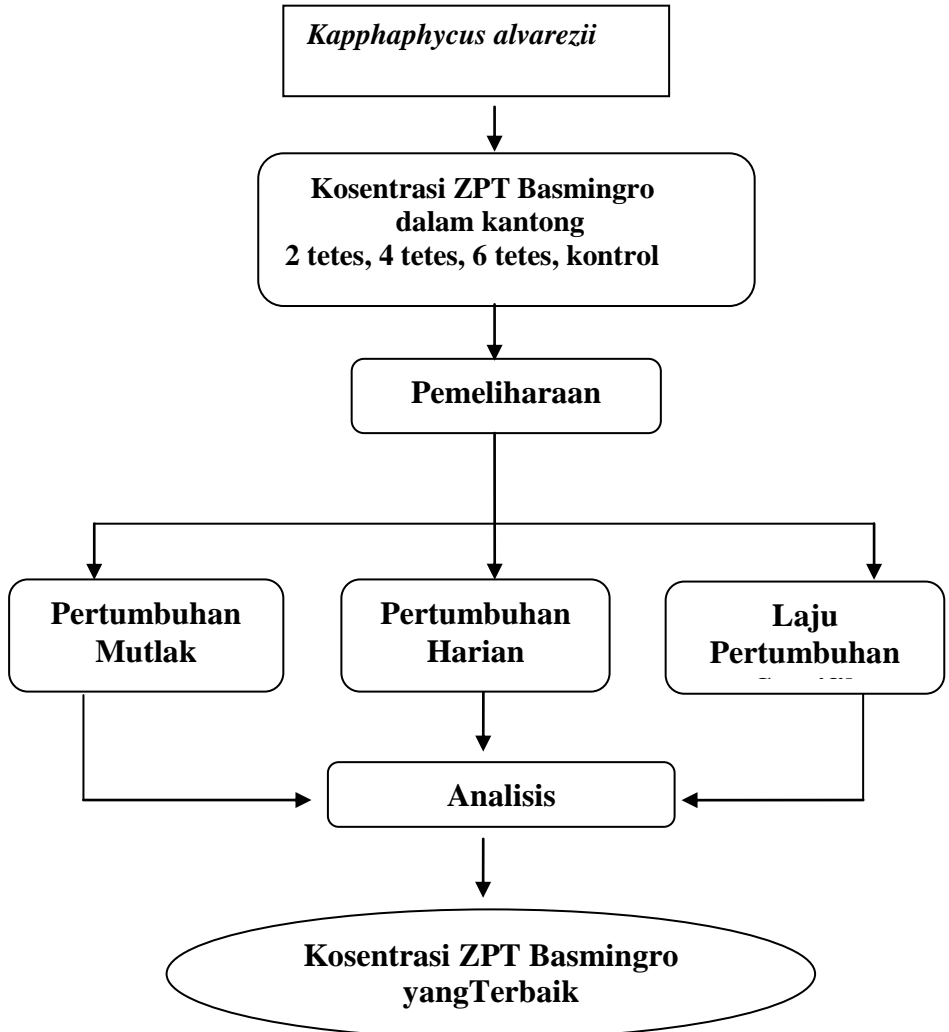 Kapphaphycus alvarezii
Kosentrasi ZPT Basmingro
dalam kantong
2 tetes, 4 tetes, 6 tetes, kontrol
Pemeliharaan
Pertumbuhan
Mutlak
Pertumbuhan
Harian
Laju
Pertumbuhan
Analisis
Kosentrasi ZPT Basmingro
yangTerbaik